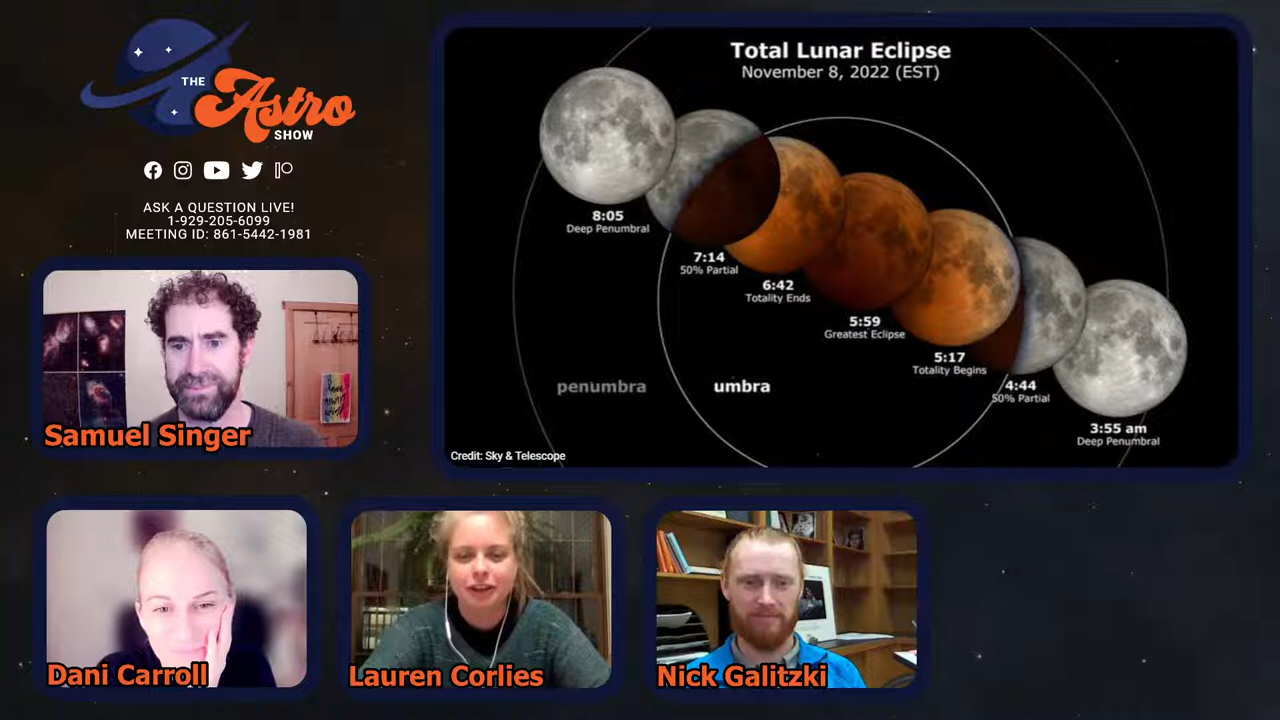 THE
Astro
SHOW
ASK A QUESTION LIVE!
1-929-205-6099
MEETING ID: 861-5442-1981
Samuel Singer
Total Lunar Eclipse
November 8, 2022 (EST)
8:05
Deep Penumbral
7:14
50% Partial
6:42
Totality Ends
5:59
Greatest Eclipse
5:17
Totality Begins
4:44
50% Partial
3:55 am
Deep Penumbral
penumbra
umbra
Credit: Sky & Telescope
Dani Carroll
Lauren Corlies
Nick Galitzki